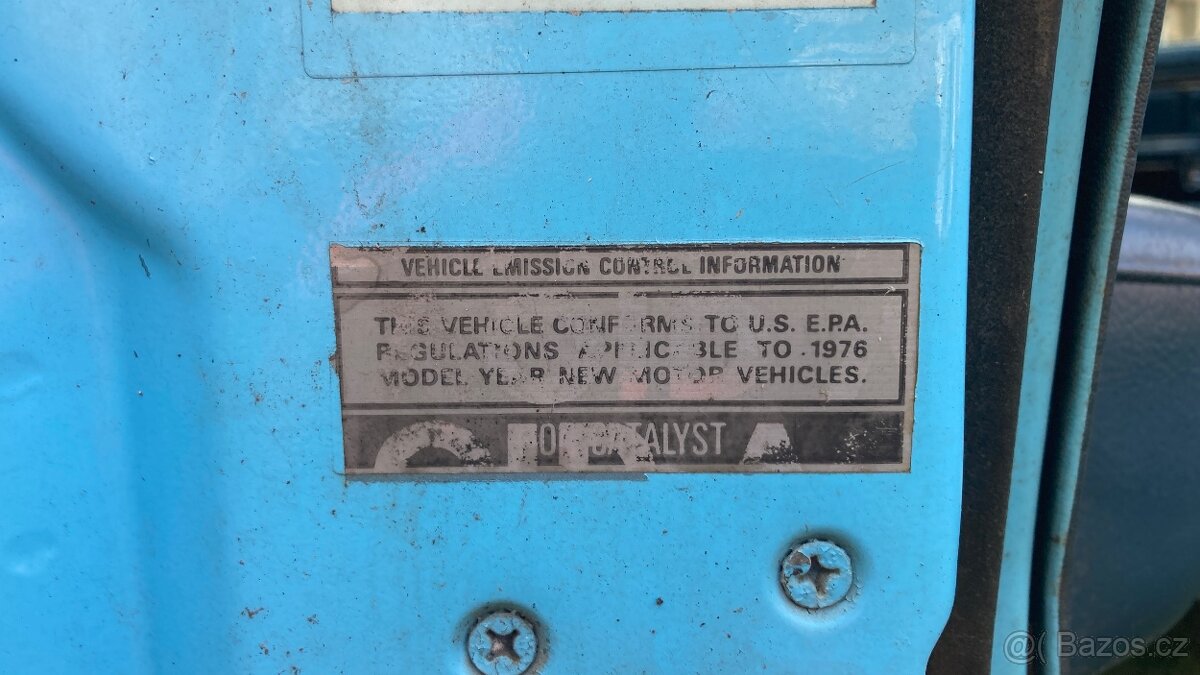 VEHICLE EMISSION CONTROL INFORMATION
THIS VEHICLE CONFORMS TO U.S. E.P.A.
REGULATIONS APPLICABLE TO 1976
MODEL YEAR NEW MOTOR VEHICLES.
CATALYST
@( Bazos.cz